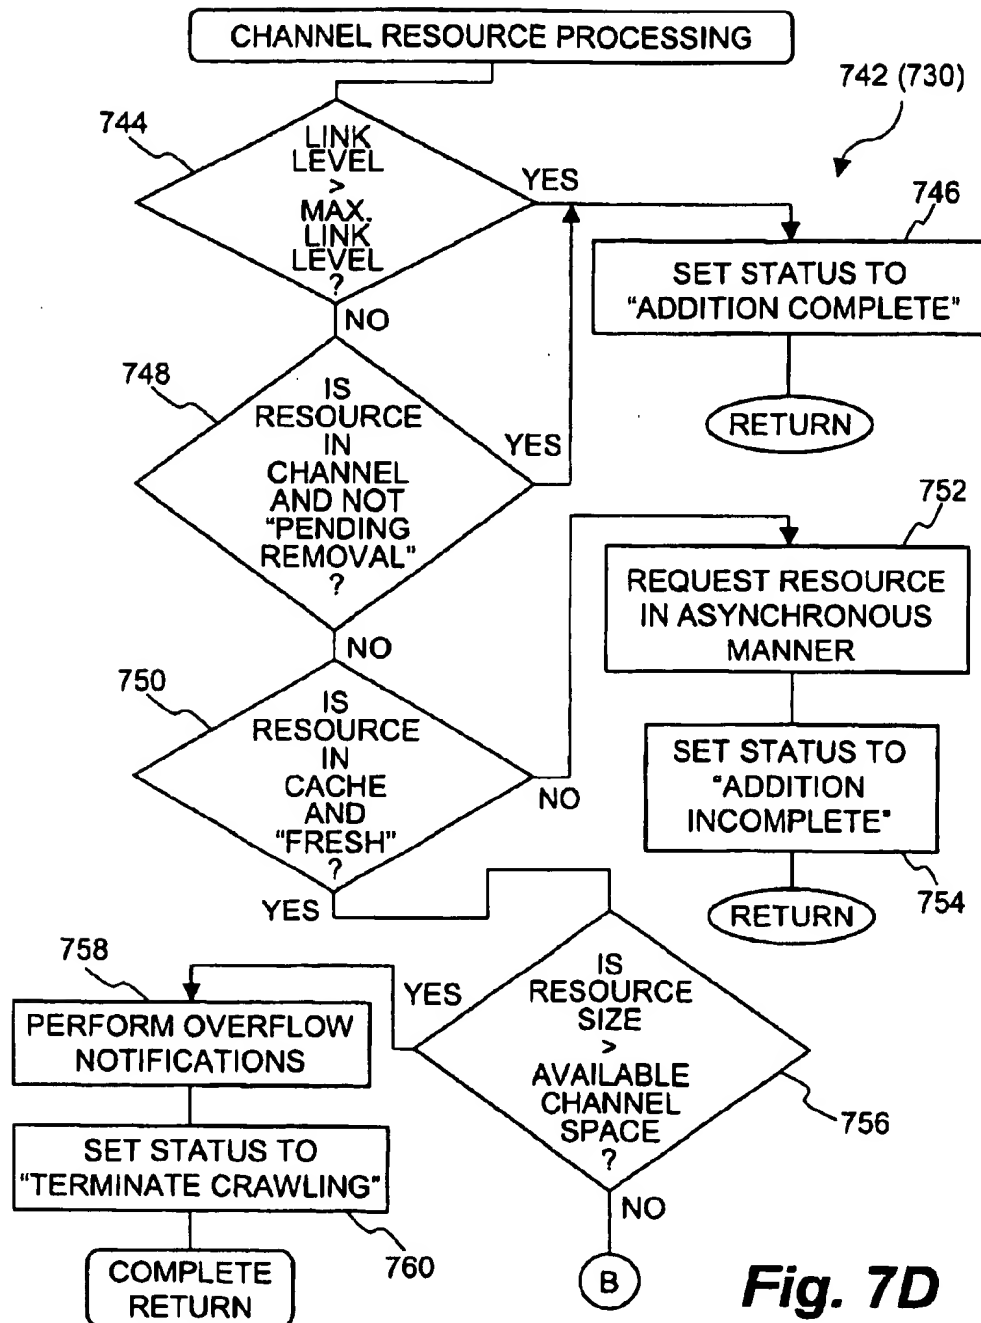 CHANNEL RESOURCE PROCESSING
742 (730)
744
LINK
LEVEL
>
MAX.
LINK
LEVEL
?
YES
NO
746
SET STATUS TO
"ADDITION COMPLETE"
RETURN
748
IS
RESOURCE
IN
CHANNEL
AND NOT
"PENDING
REMOVAL"
?
YES
NO
752
REQUEST RESOURCE
IN ASYNCHRONOUS
MANNER
750
IS
RESOURCE
IN
CACHE
AND
"FRESH"
?
NO
YES
SET STATUS TO
"ADDITION
INCOMPLETE"
754
RETURN
758
PERFORM OVERFLOW
NOTIFICATIONS
YES
IS
RESOURCE
SIZE
>
AVAILABLE
CHANNEL
SPACE
?
756
NO
SET STATUS TO
"TERMINATE CRAWLING"
760
COMPLETE
RETURN
B
Fig. 7D